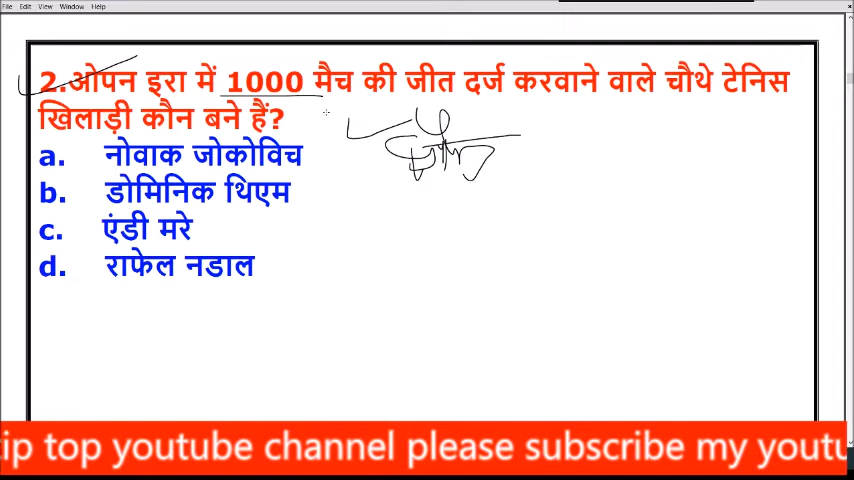 File Edit View Window Help
2.ओपन इरा में 1000 मैच की जीत दर्ज करवाने वाले चौथे टेनिस
खिलाड़ी कौन बने हैं?
a. नोवाक जोकोविच
b. डोमिनिक थिएम
c. एंडी मरे
d. राफेल नडाल
tip top youtube channel please subscribe my youtu